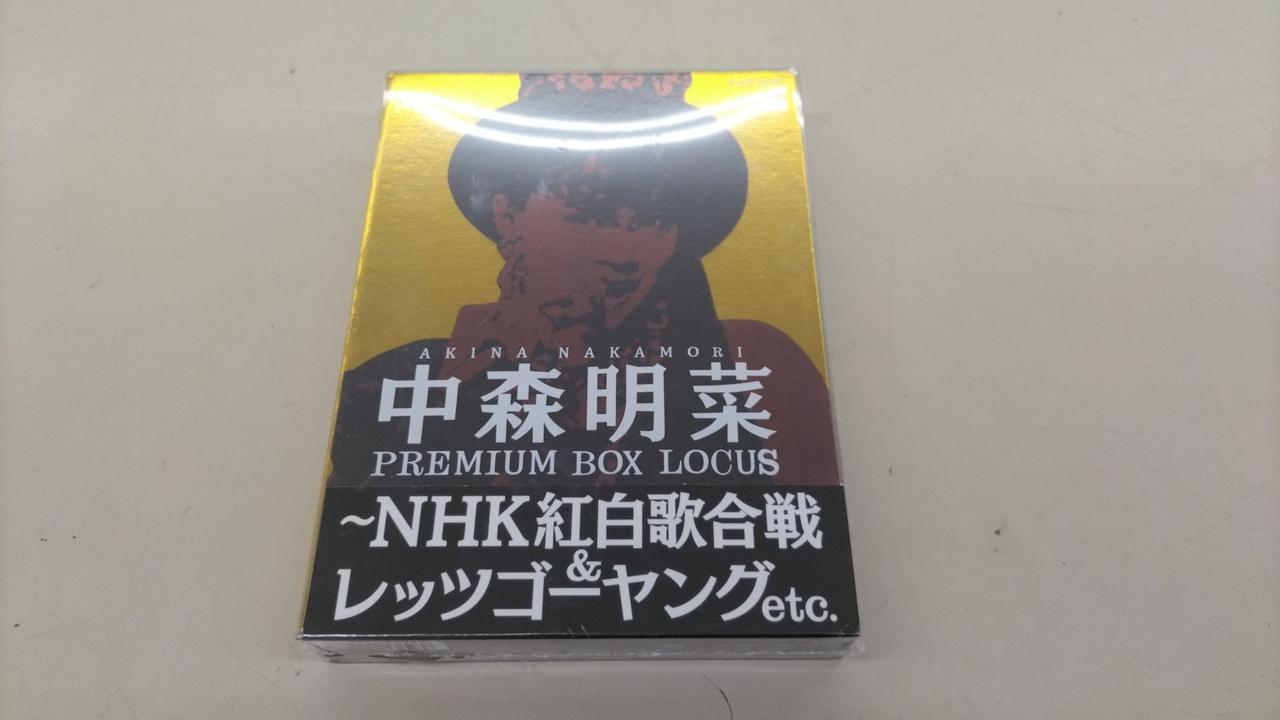 AKINA NAKAMORI
中森明菜
PREMIUM BOX LOCUS
~NHK紅白歌合戦
&
レッツゴーヤングetc.